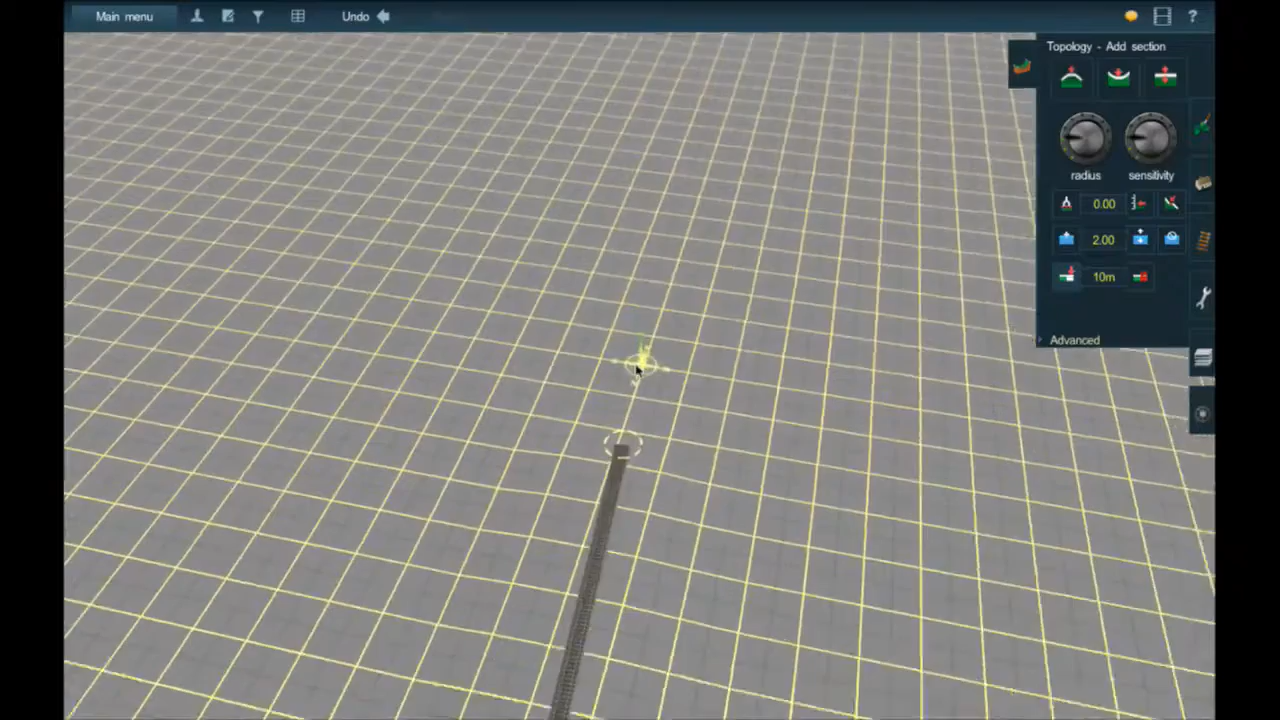 Main menu
Undo
?
Topology - Add section
radius
sensitivity
0.00
2.00
10m
Advanced